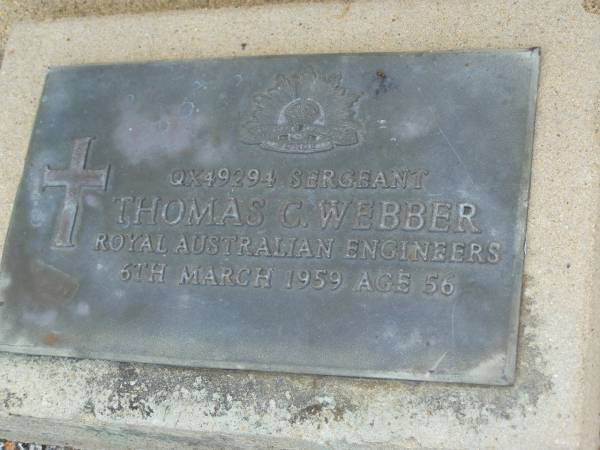 QX49294 SERGEANT
THOMAS C. WEBBER
ROYAL AUSTRALIAN ENGINEERS
6TH MARCH 1959 AGE 56